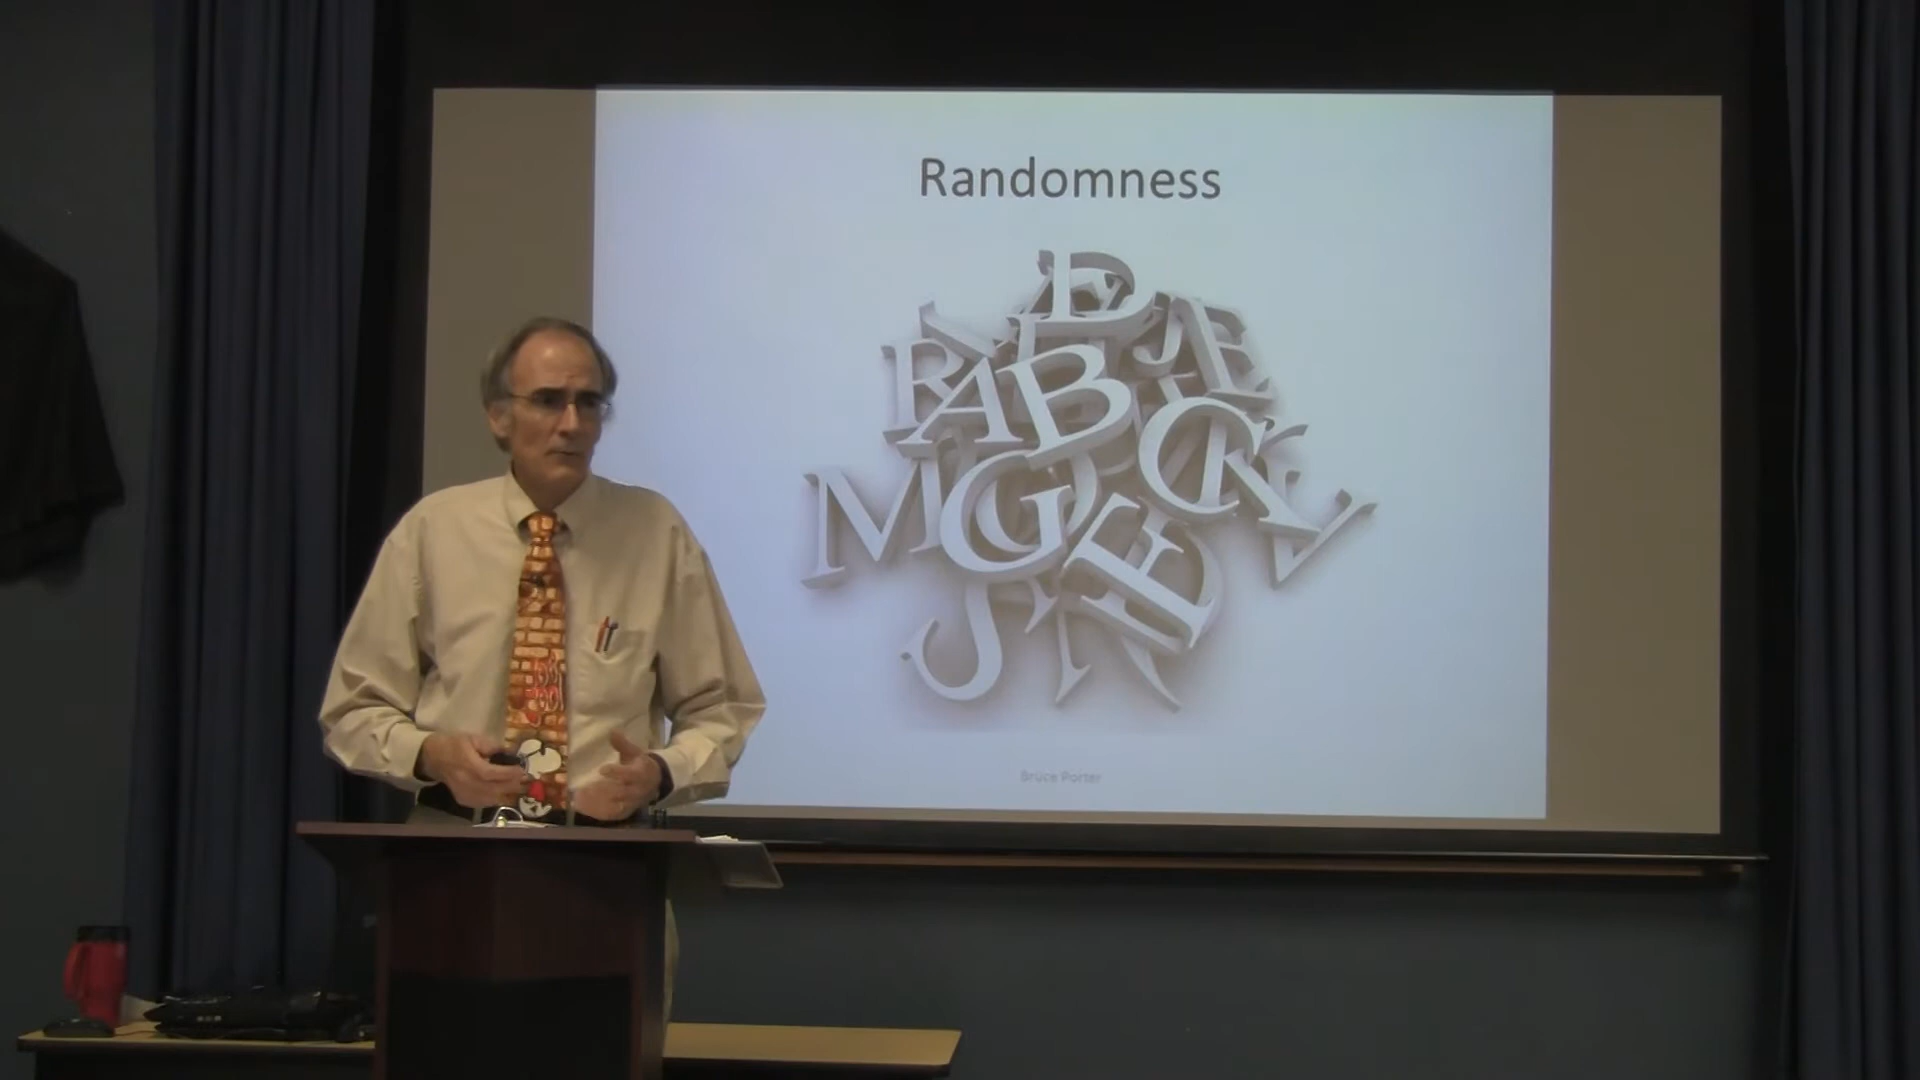 Randomness
D
R A B J E
M G C K V
J E
Bruce Porter